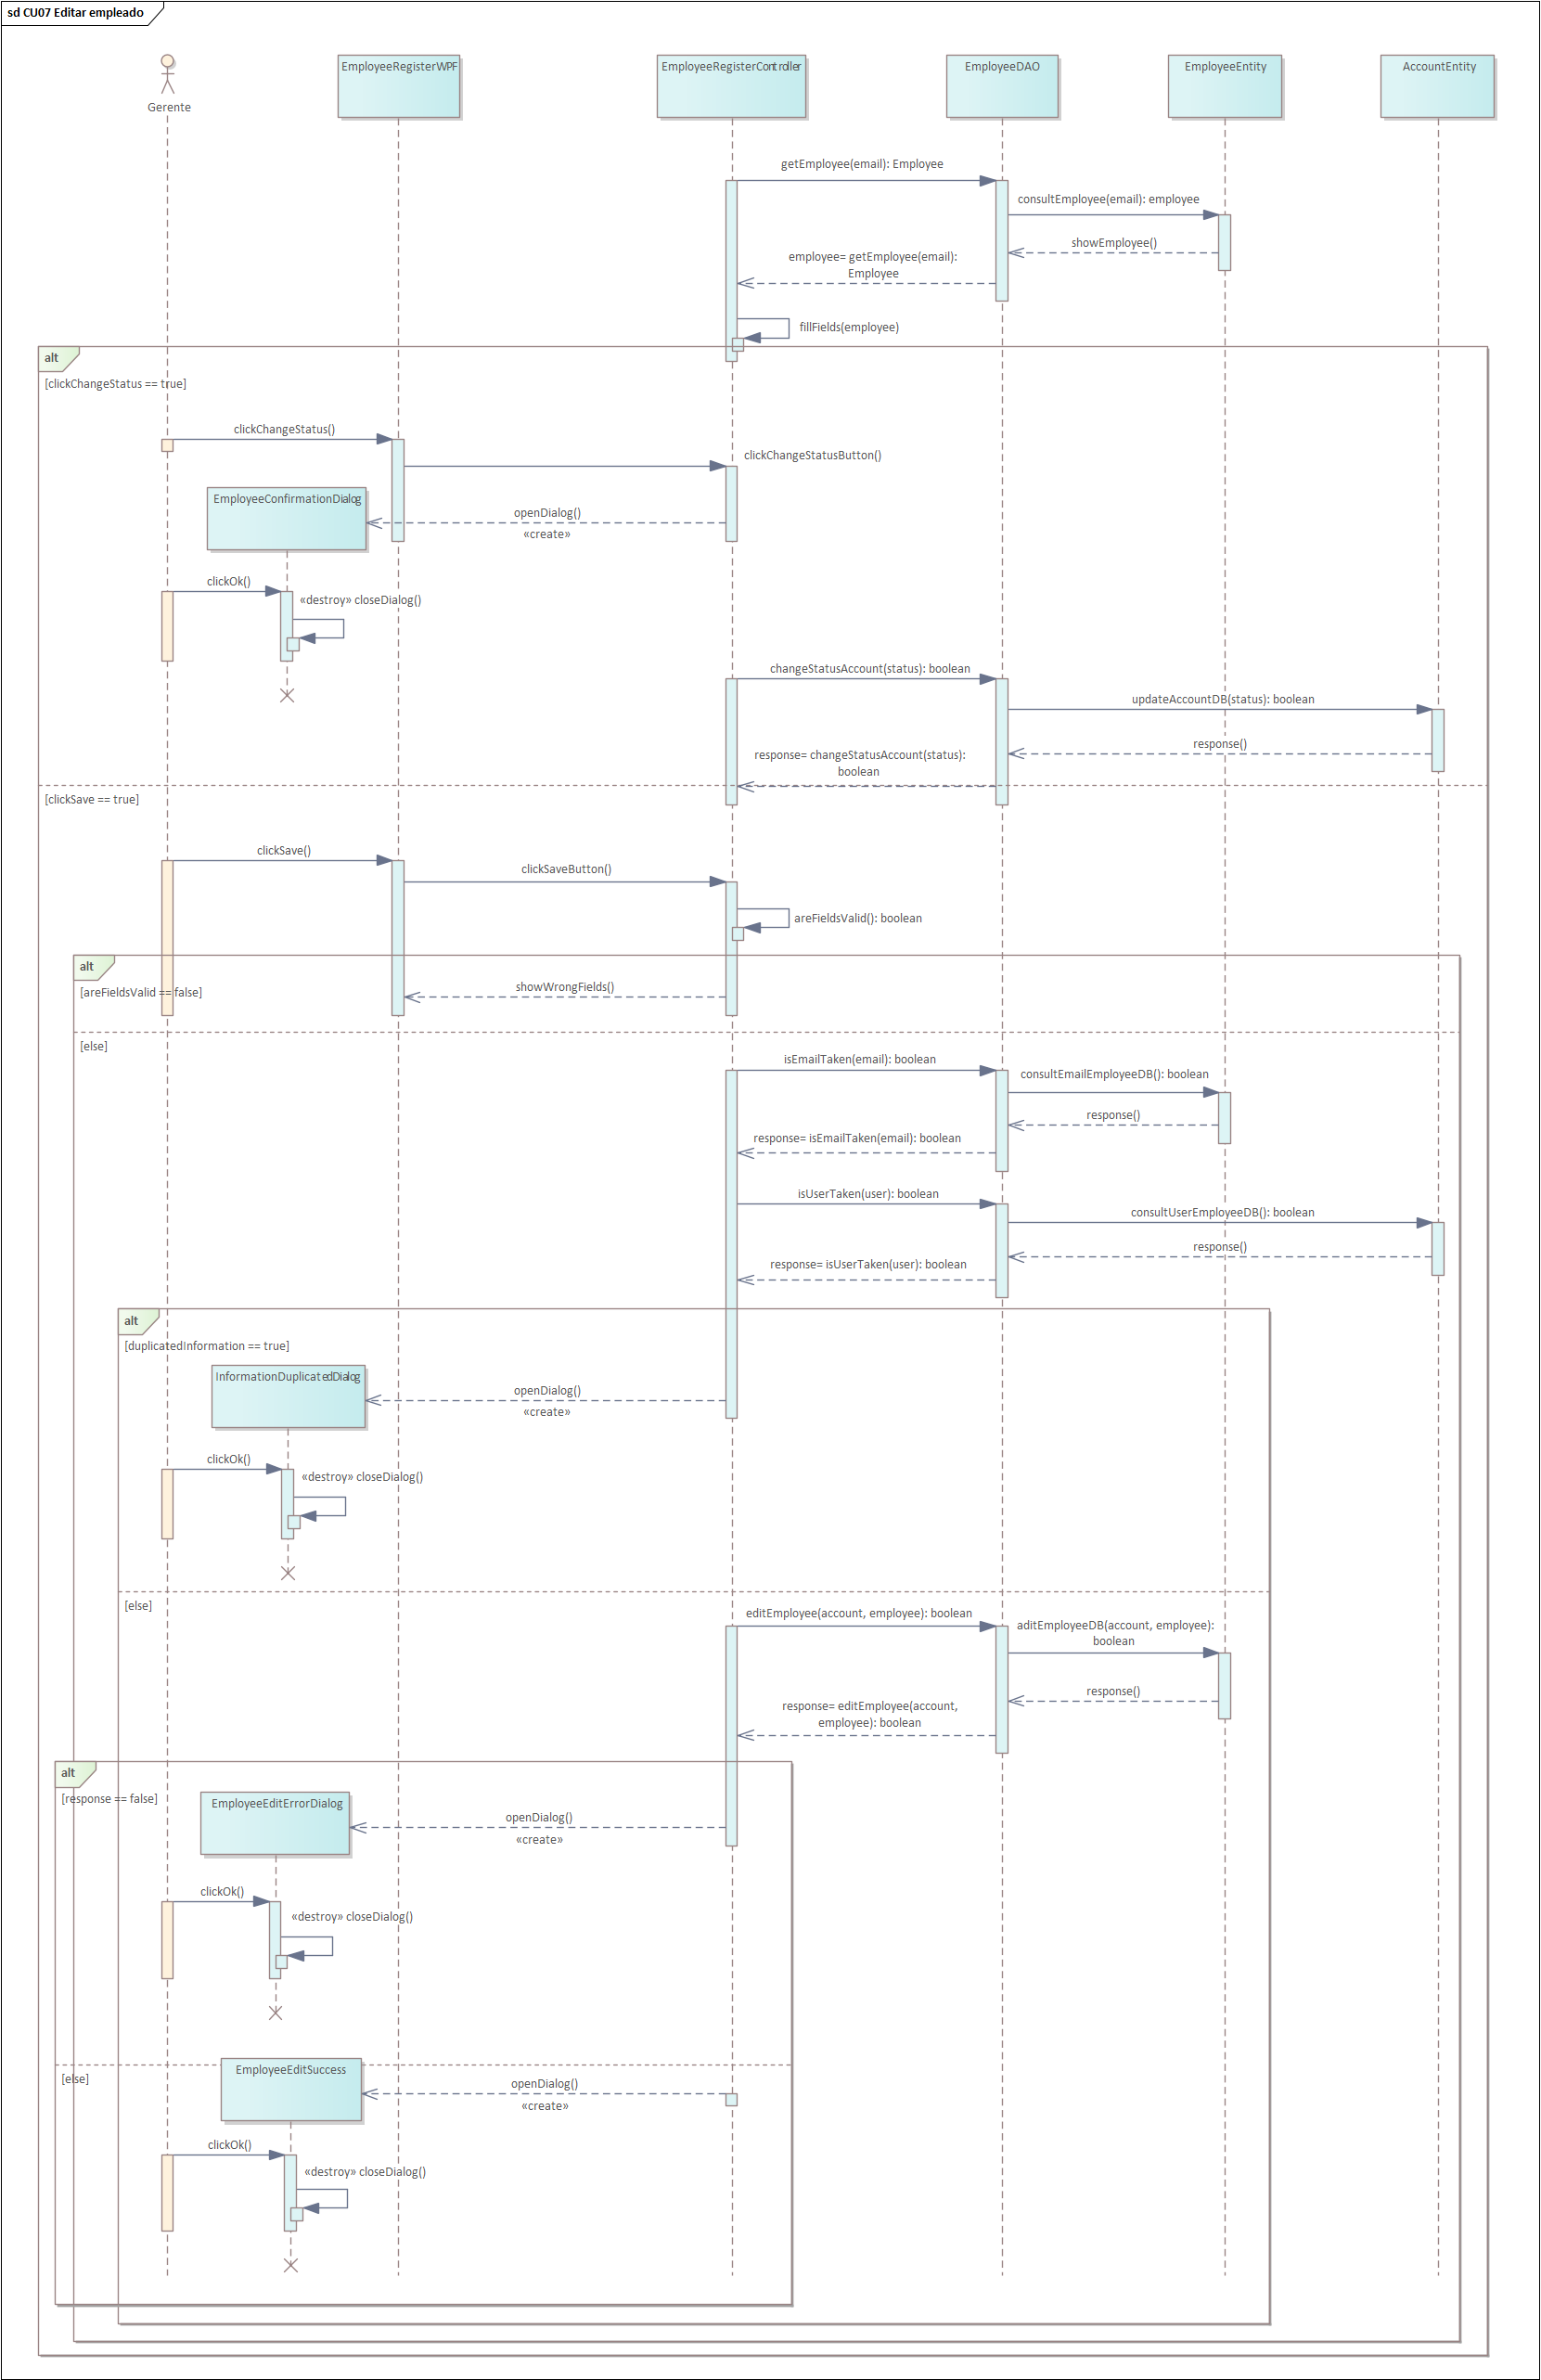 sd CU07 Editar empleado
Gerente
EmployeeRegisterWPF
EmployeeRegisterController
EmployeeDAO
EmployeeEntity
AccountEntity
getEmployee(email): Employee
consultEmployee(email): employee
showEmployee()
employee= getEmployee(email):
Employee
fillFields(employee)
alt
[clickChangeStatus == true]
clickChangeStatus()
clickChangeStatusButton()
EmployeeConfirmationDialog
openDialog()
«create»
clickOk()
«destroy» closeDialog()
changeStatusAccount(status): boolean
updateAccountDB(status): boolean
response()
response= changeStatusAccount(status):
boolean
[clickSave == true]
clickSave()
clickSaveButton()
areFieldsValid(): boolean
alt
[areFieldsValid == false]
showWrongFields()
[else]
isEmailTaken(email): boolean
consultEmailEmployeeDB(): boolean
response()
response= isEmailTaken(email): boolean
isUserTaken(user): boolean
consultUserEmployeeDB(): boolean
response()
response= isUserTaken(user): boolean
alt
[duplicatedInformation == true]
InformationDuplicatedDialog
openDialog()
«create»
clickOk()
«destroy» closeDialog()
[else]
editEmployee(account, employee): boolean
aditEmployeeDB(account, employee):
boolean
response()
response= editEmployee(account,
employee): boolean
alt
[response == false]
EmployeeEditErrorDialog
openDialog()
«create»
clickOk()
«destroy» closeDialog()
[else]
EmployeeEditSuccess
openDialog()
«create»
clickOk()
«destroy» closeDialog()